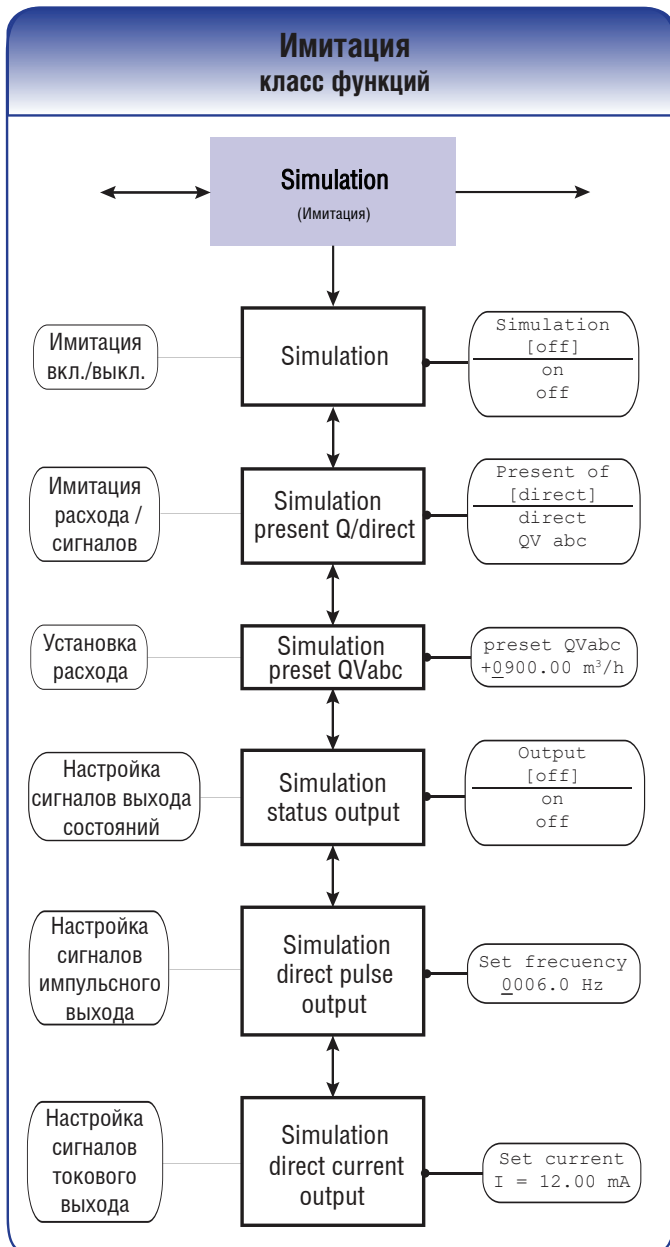 Имитация
класс функций
Simulation
(Имитация)
Имитация
вкл./выкл.
Simulation
Simulation
[off]
on
off
Имитация
расхода /
сигналов
Simulation
present Q/direct
Present of
[direct]
direct
QV abc
Установка
расхода
Simulation
preset QVabc
preset QVabc
+0900.00 m³/h
Настройка
сигналов выхода
состояний
Simulation
status output
Output
[off]
on
off
Настройка
сигналов
импульсного
выхода
Simulation
direct pulse
output
Set frecuency
0006.0 Hz
Настройка
сигналов
токового
выхода
Simulation
direct current
output
Set current
I = 12.00 mA